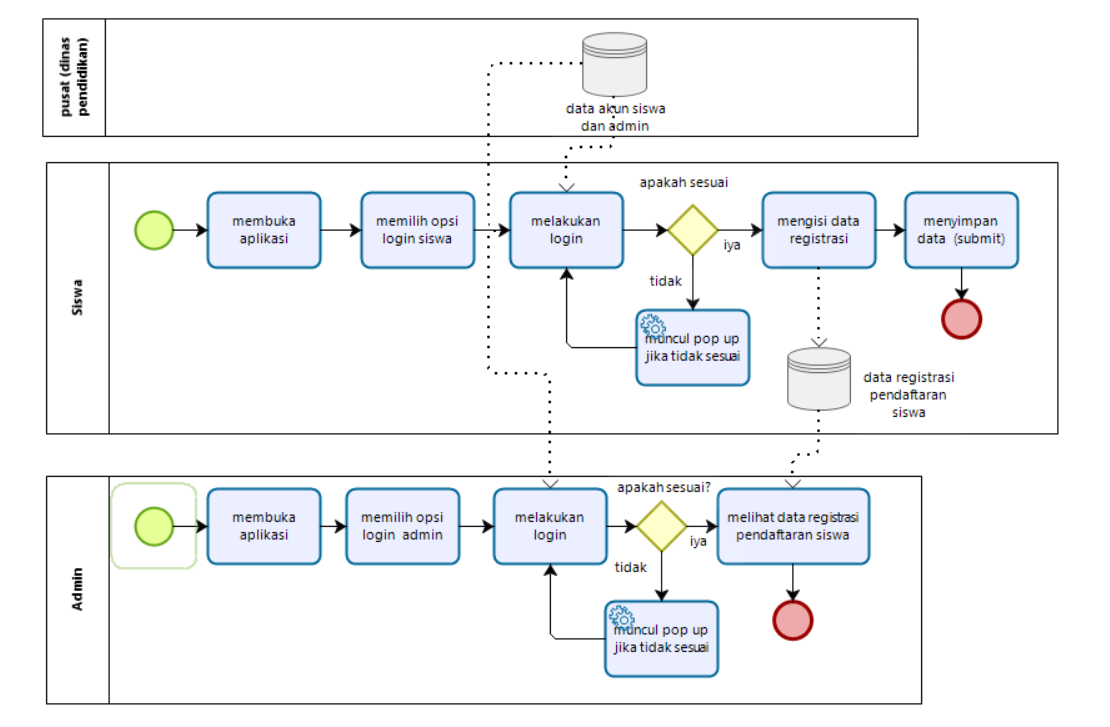 pusat (dinas
pendidikan)
data akun siswa
dan admin
Siswa
membuka
aplikasi
memilih opsi
login siswa
melakukan
login
apakah sesuai
iya
tidak
muncul pop up
jika tidak sesuai
mengisi data
registrasi
menyimpan
data (submit)
data registrasi
pendaftaran
siswa
Admin
membuka
aplikasi
memilih opsi
login admin
melakukan
login
apakah sesuai?
iya
tidak
muncul pop up
jika tidak sesuai
melihat data registrasi
pendaftaran siswa